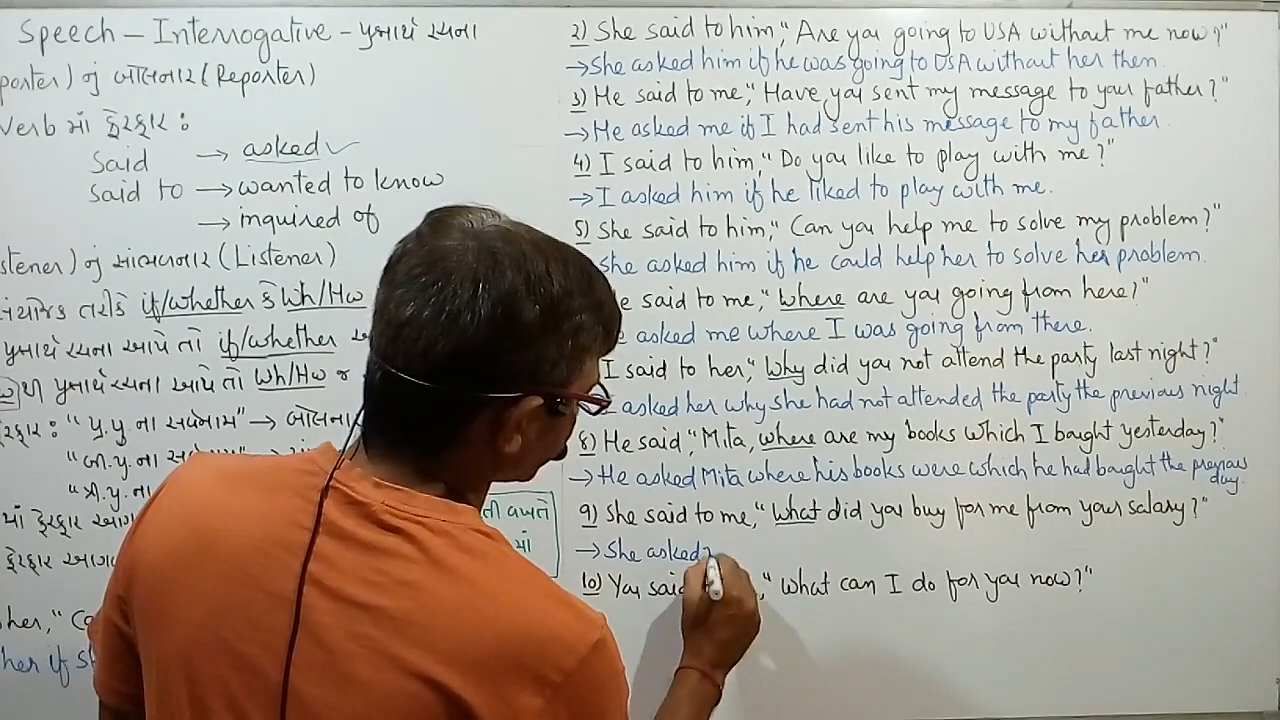 Speech – Interrogative – પ્રશ્નાર્થ રચના
porter) નું બોલનાર (Reporter)
verb માં ફેરફાર :
Said → asked ✓
Said to → wanted to know
→ inquired of
stener) નું સાંભળનાર (Listener)
સંયોજક તરીકે if/whether કે Wh/Hw
પ્રશ્નાર્થ રચના આપે તો if/whether
થી પ્રશ્નાર્થ રચના આપે તો Wh/Hw જ
: "પ્ર.પુ. ના સર્વનામ" →
"બી.પુ. ના
"ત્રી.પુ. ના
માં ફેરફાર
તી વખતે
માં
ફેરફાર
her,"
her if
2) She said to him, "Are you going to USA without me now?"
→ She asked him if he was going to USA without her then.
3) He said to me, "Have you sent my message to your father?"
→ He asked me if I had sent his message to my father.
4) I said to him, "Do you like to play with me?"
→ I asked him if he liked to play with me.
5) She said to him, "Can you help me to solve my problem?"
She asked him if he could help her to solve her problem.
e said to me, "where are you going from here?"
e asked me where I was going from there.
I said to her, "Why did you not attend the party last night?"
I asked her why she had not attended the party the previous night.
8) He said, "Mita, where are my books which I bought yesterday?"
→ He asked Mita where his books were which he had bought the previous day.
9) She said to me, "what did you buy for me from your salary?"
→ She asked
10) You said "What can I do for you now?"